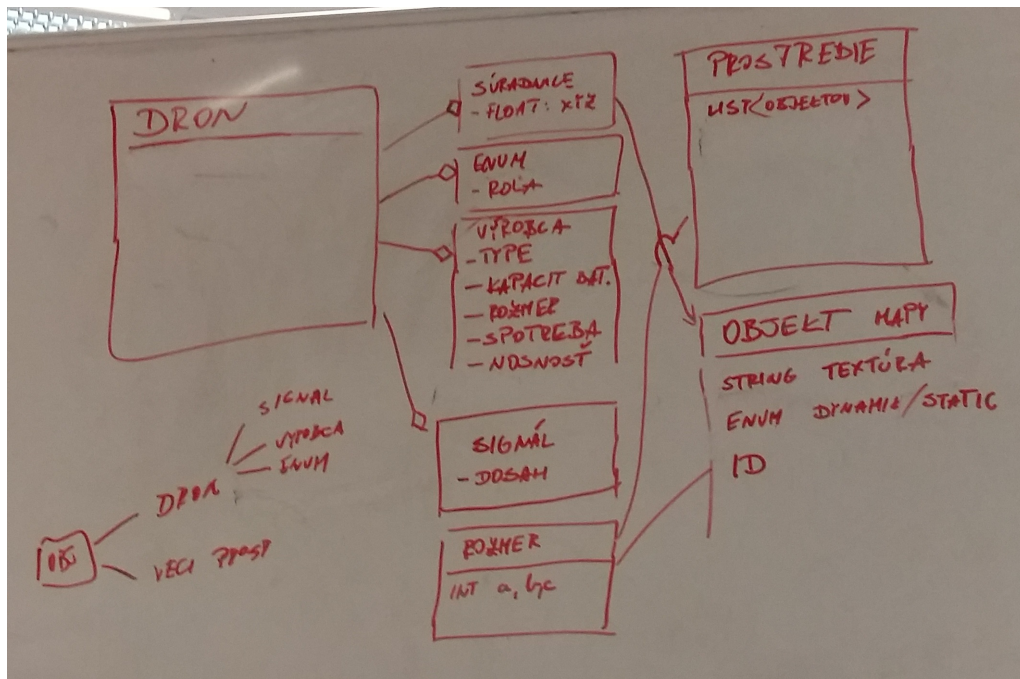 DRON
SÚRADNICE
- FLOAT: XYZ
ENUM
- ROLA
VÝROBCA
- TYPE
- KAPACIT BAT.
- ROZMER
- SPOTREBA
- NOSNOSŤ
SIGNÁL
- DOSAH
ROZMER
INT a, b, c
PROSTREDIE
LIST<OBJEKTOV>
OBJEKT MAPY
STRING TEXTÚRA
ENUM DYNAMIC/STATIC
ID
OBJ
DRON
SIGNAL
VYROBCA
ENUM
VECI PROST